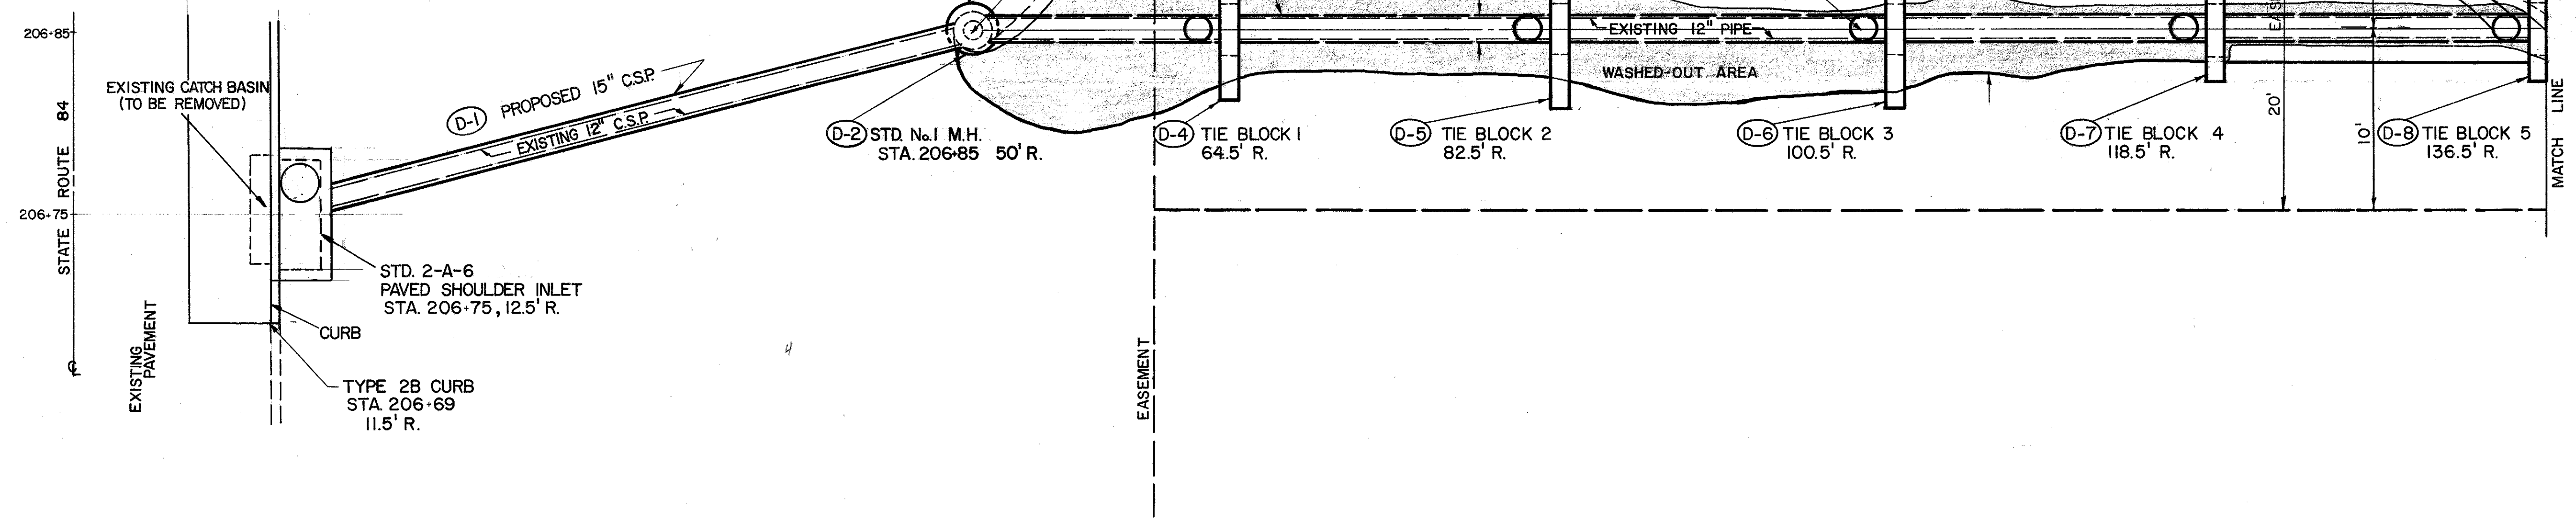 206+85
EXISTING CATCH BASIN
(TO BE REMOVED)
STATE ROUTE 84
206+75
D-1 PROPOSED 15" C.S.P.
EXISTING 12" C.S.P.
D-2 STD. No.1 M.H.
STA. 206+85 50' R.
EXISTING 12" PIPE
WASHED-OUT AREA
D-4 TIE BLOCK 1
64.5' R.
D-5 TIE BLOCK 2
82.5' R.
D-6 TIE BLOCK 3
100.5' R.
D-7 TIE BLOCK 4
118.5' R.
20'
10'
D-8 TIE BLOCK 5
136.5' R.
MATCH LINE
STD. 2-A-6
PAVED SHOULDER INLET
STA. 206+75, 12.5' R.
CURB
EXISTING
PAVEMENT
TYPE 2B CURB
STA. 206+69
11.5' R.
4
EASEMENT